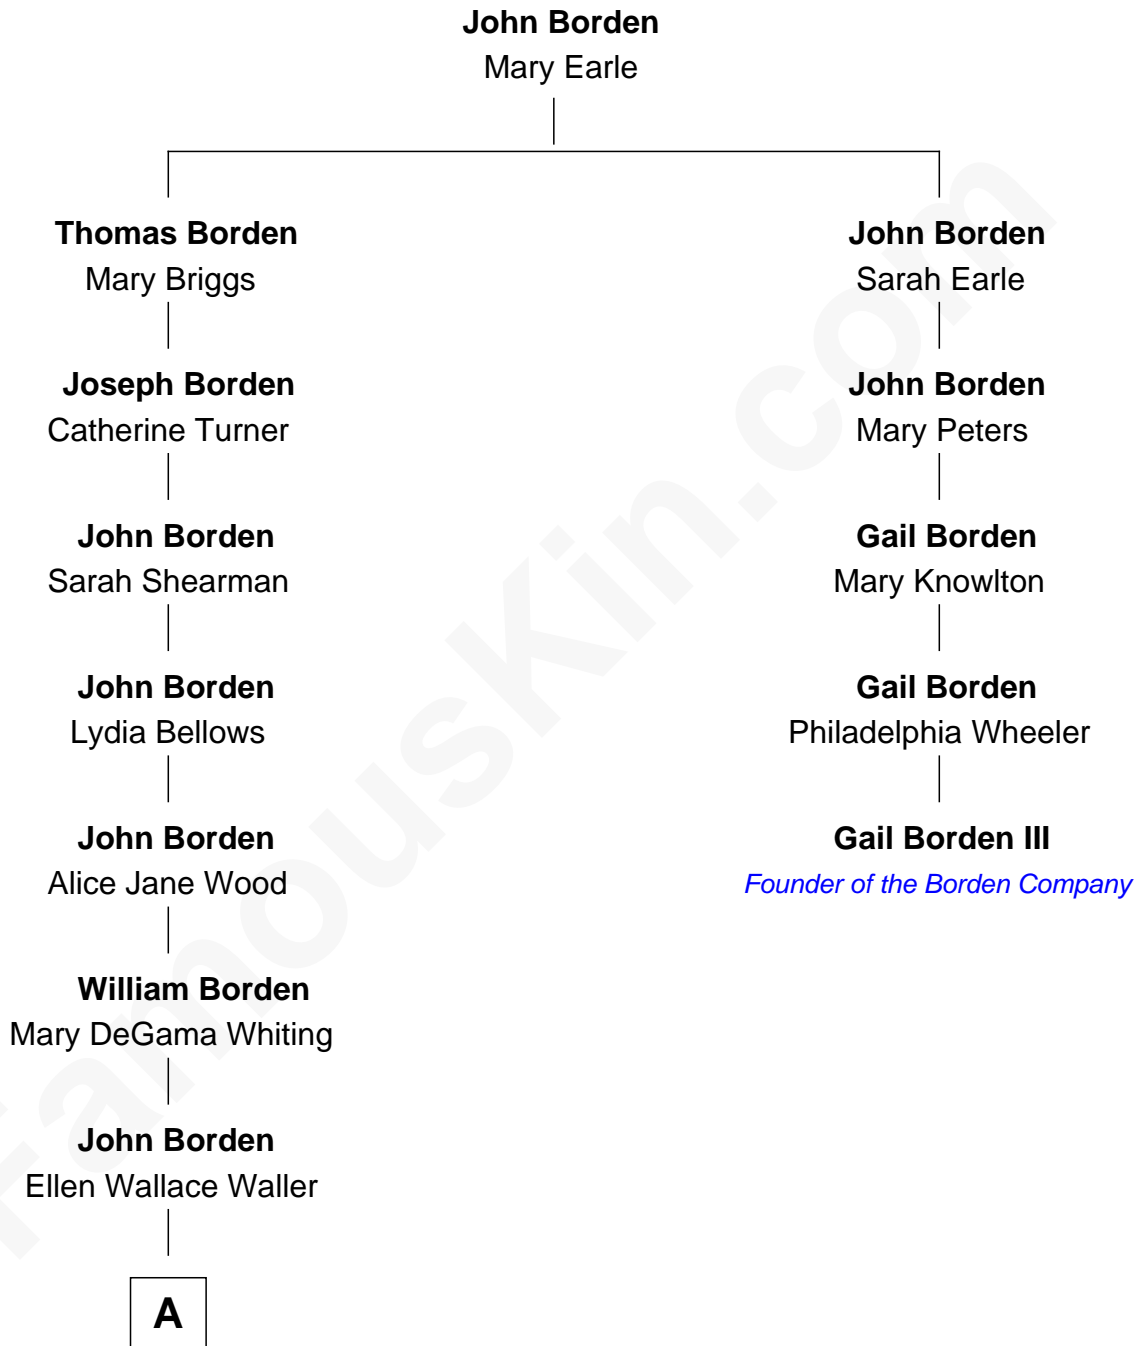 John Borden
Mary Earle
Thomas Borden
Mary Briggs
John Borden
Sarah Earle
Joseph Borden
Catherine Turner
John Borden
Mary Peters
John Borden
Sarah Shearman
Gail Borden
Mary Knowlton
John Borden
Lydia Bellows
Gail Borden
Philadelphia Wheeler
John Borden
Alice Jane Wood
Gail Borden III
Founder of the Borden Company
William Borden
Mary DeGama Whiting
John Borden
Ellen Wallace Waller
A
FamousKin.com